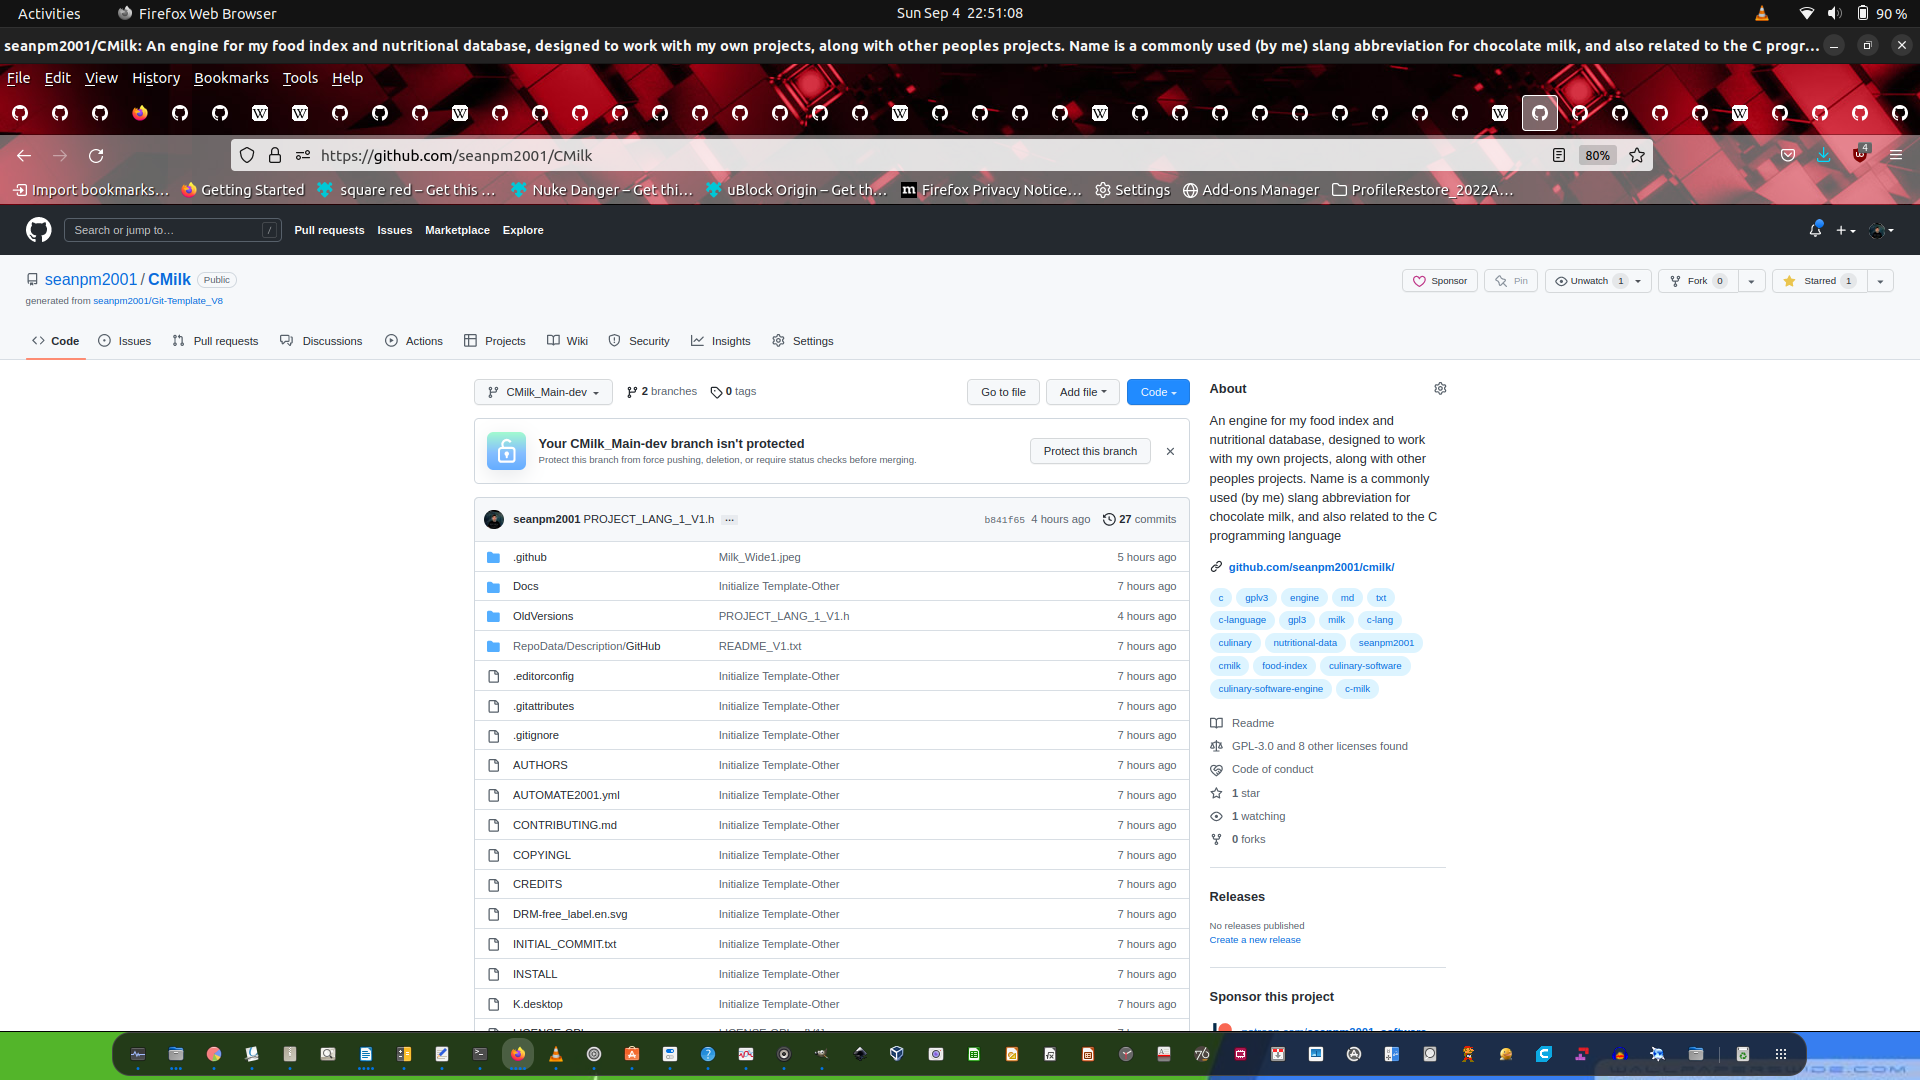 Activities
Firefox Web Browser
Sun Sep 4 22:51:08
90 %
seanpm2001/CMilk: An engine for my food index and nutritional database, designed to work with my own projects, along with other peoples projects. Name is a commonly used (by me) slang abbreviation for chocolate milk, and also related to the C progr…
File Edit View History Bookmarks Tools Help
https://github.com/seanpm2001/CMilk
80%
4
Import bookmarks…
Getting Started
square red – Get this …
Nuke Danger – Get thi…
uBlock Origin – Get th…
Firefox Privacy Notice…
Settings
Add-ons Manager
ProfileRestore_2022A…
Search or jump to…
/
Pull requests
Issues
Marketplace
Explore
seanpm2001 / CMilk
Public
generated from seanpm2001/Git-Template_V8
Sponsor
Pin
Unwatch 1
Fork 0
Starred 1
Code
Issues
Pull requests
Discussions
Actions
Projects
Wiki
Security
Insights
Settings
CMilk_Main-dev
2 branches
0 tags
Go to file
Add file
Code
Your CMilk_Main-dev branch isn't protected
Protect this branch from force pushing, deletion, or require status checks before merging.
Protect this branch
seanpm2001 PROJECT_LANG_1_V1.h …
b841f65 4 hours ago
27 commits
.github Milk_Wide1.jpeg 5 hours ago
Docs Initialize Template-Other 7 hours ago
OldVersions PROJECT_LANG_1_V1.h 4 hours ago
RepoData/Description/GitHub README_V1.txt 7 hours ago
.editorconfig Initialize Template-Other 7 hours ago
.gitattributes Initialize Template-Other 7 hours ago
.gitignore Initialize Template-Other 7 hours ago
AUTHORS Initialize Template-Other 7 hours ago
AUTOMATE2001.yml Initialize Template-Other 7 hours ago
CONTRIBUTING.md Initialize Template-Other 7 hours ago
COPYINGL Initialize Template-Other 7 hours ago
CREDITS Initialize Template-Other 7 hours ago
DRM-free_label.en.svg Initialize Template-Other 7 hours ago
INITIAL_COMMIT.txt Initialize Template-Other 7 hours ago
INSTALL Initialize Template-Other 7 hours ago
K.desktop Initialize Template-Other 7 hours ago
About
An engine for my food index and
nutritional database, designed to work
with my own projects, along with other
peoples projects. Name is a commonly
used (by me) slang abbreviation for
chocolate milk, and also related to the C
programming language
github.com/seanpm2001/cmilk/
c gplv3 engine md txt
c-language gpl3 milk c-lang
culinary nutritional-data seanpm2001
cmilk food-index culinary-software
culinary-software-engine c-milk
Readme
GPL-3.0 and 8 other licenses found
Code of conduct
1 star
1 watching
0 forks
Releases
No releases published
Create a new release
Sponsor this project
WALLPAPERSWIDE.COM